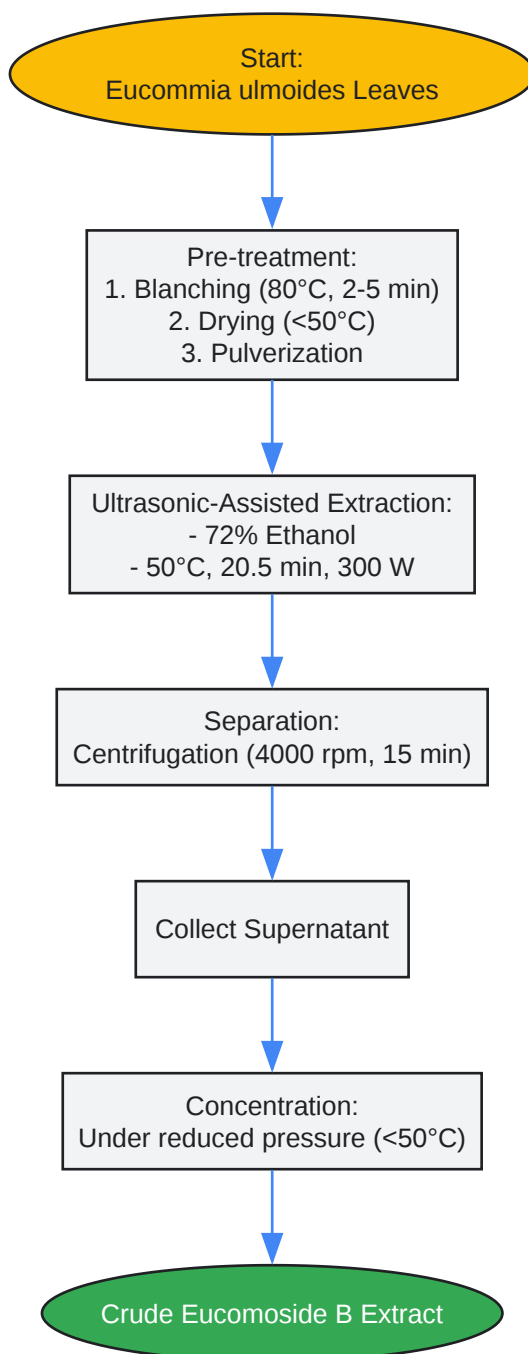 Start:
Eucommia ulmoides Leaves
Pre-treatment:
1. Blanching (80°C, 2-5 min)
2. Drying (<50°C)
3. Pulverization
Ultrasonic-Assisted Extraction:
- 72% Ethanol
- 50°C, 20.5 min, 300 W
Separation:
Centrifugation (4000 rpm, 15 min)
Collect Supernatant
Concentration:
Under reduced pressure (<50°C)
Crude Eucomoside B Extract